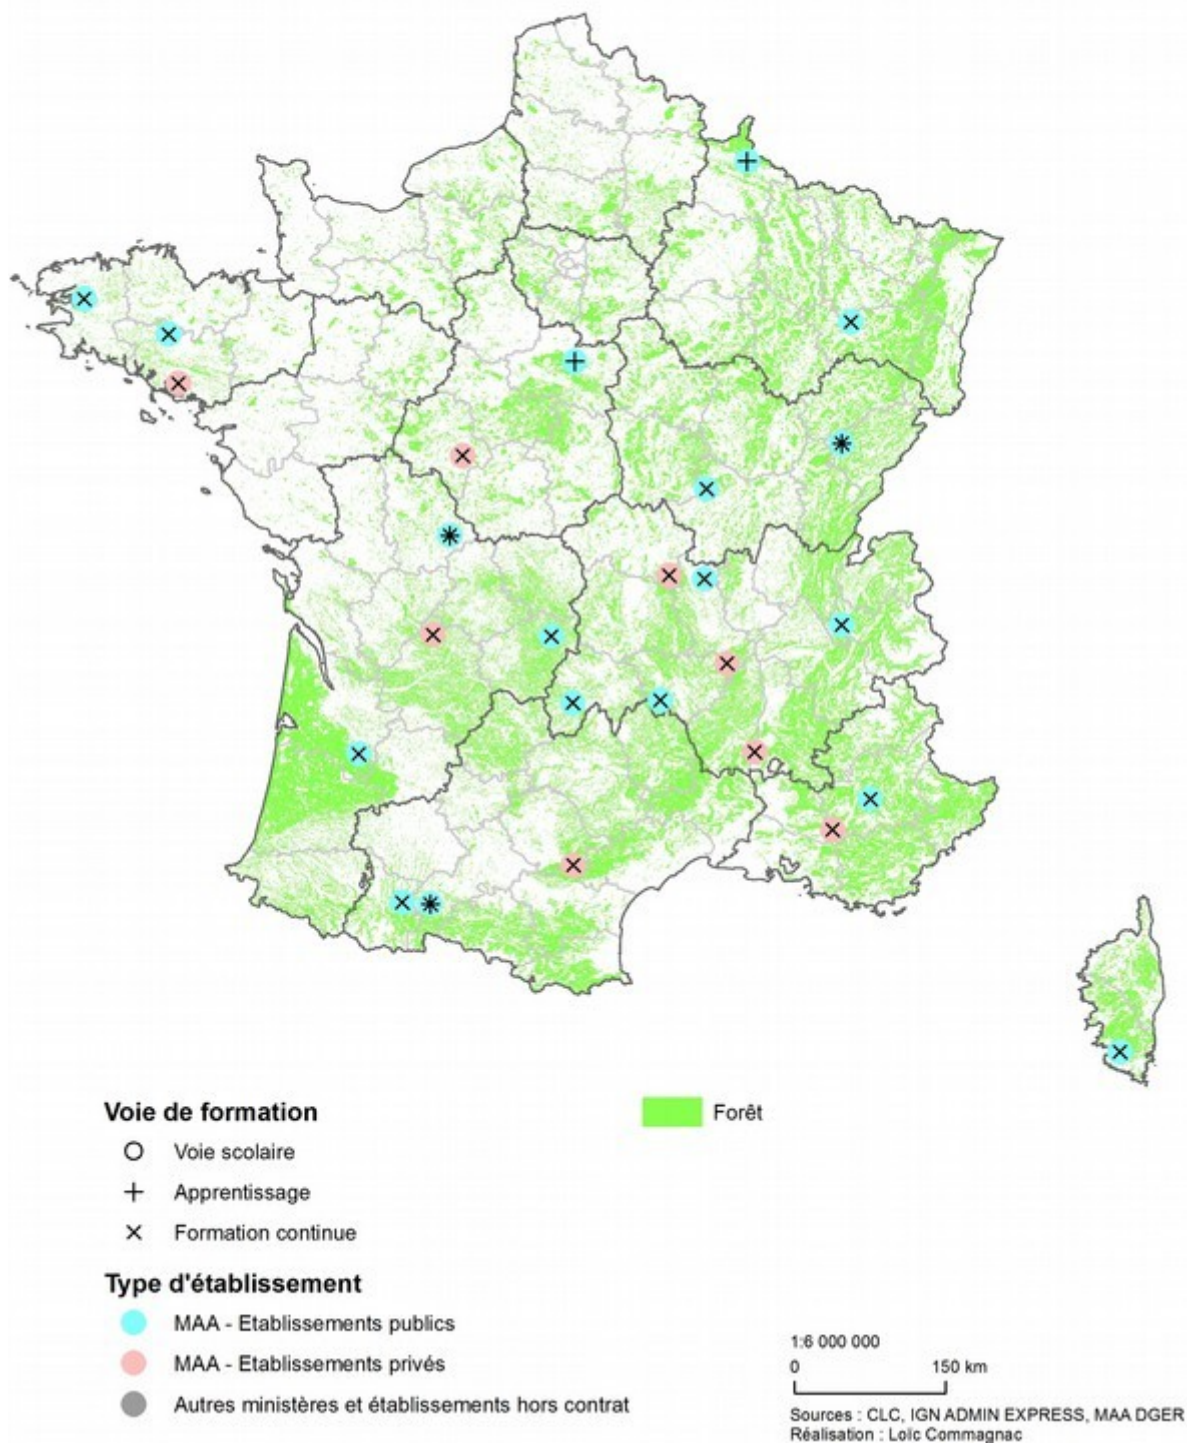 Voie de formation
Forêt
Voie scolaire
Apprentissage
Formation continue
Type d'établissement
MAA - Etablissements publics
MAA - Etablissements privés
Autres ministères et établissements hors contrat
1:6 000 000
0 150 km
Sources : CLC, IGN ADMIN EXPRESS, MAA DGER
Réalisation : Loïc Commagnac